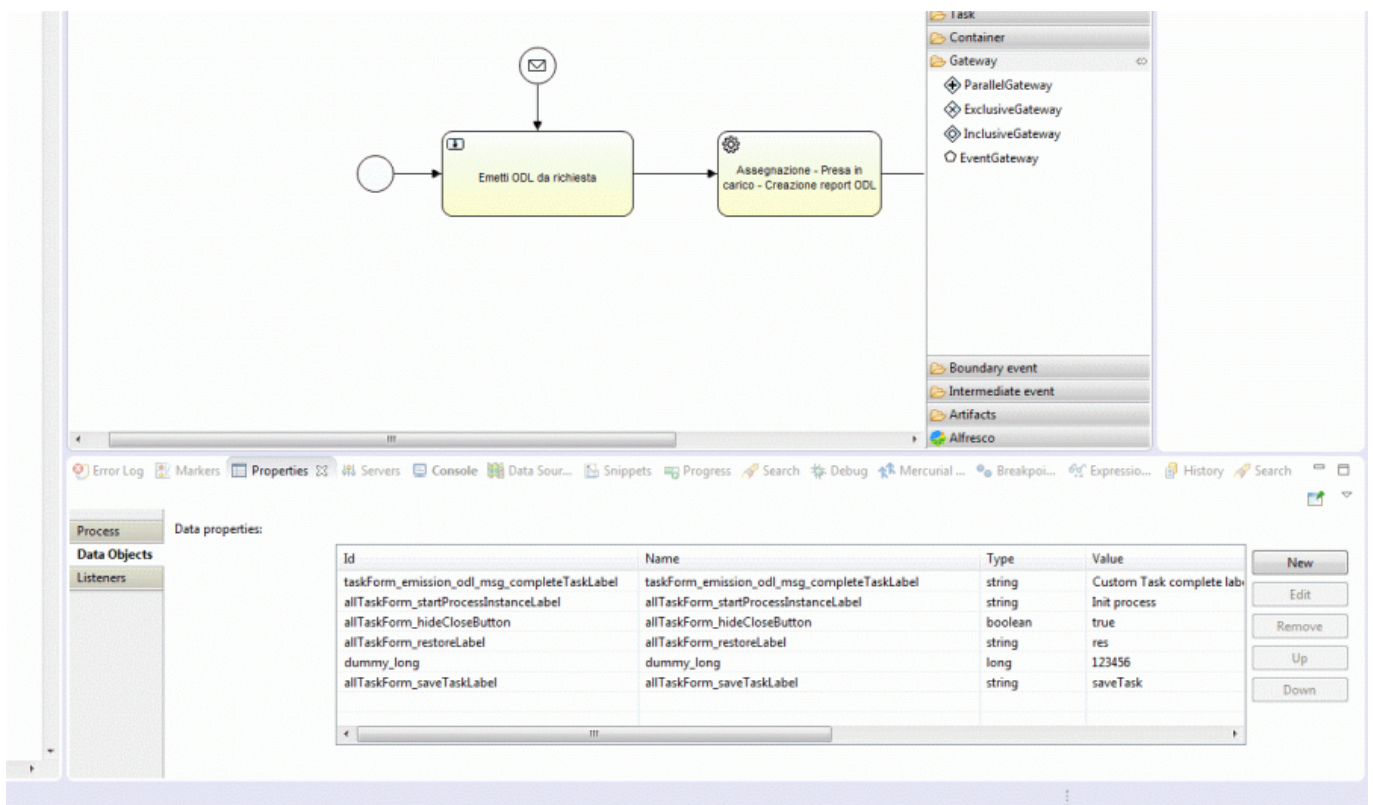 Task
Container
Gateway
ParallelGateway
ExclusiveGateway
InclusiveGateway
EventGateway
Emetti ODL da richiesta
Assegnazione - Presa in
carico - Creazione report ODL
Boundary event
Intermediate event
Artifacts
Alfresco
Error Log Markers Properties Servers Console Data Sour... Snippets Progress Search Debug Mercurial ... Breakpoi... Expressio... History Search
Process
Data Objects
Listeners
Data properties:
Id Name Type Value
taskForm_emission_odl_msg_completeTaskLabel taskForm_emission_odl_msg_completeTaskLabel string Custom Task complete lab
allTaskForm_startProcessInstanceLabel allTaskForm_startProcessInstanceLabel string Init process
allTaskForm_hideCloseButton allTaskForm_hideCloseButton boolean true
allTaskForm_restoreLabel allTaskForm_restoreLabel string res
dummy_long dummy_long long 123456
allTaskForm_saveTaskLabel allTaskForm_saveTaskLabel string saveTask
New
Edit
Remove
Up
Down